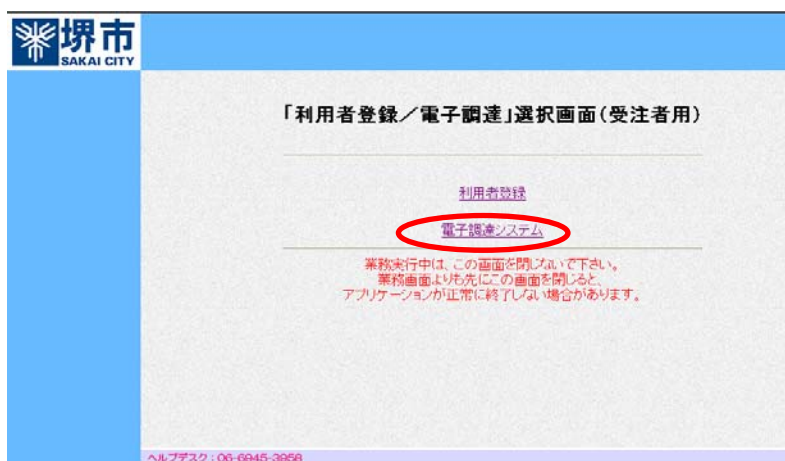 堺市
SAKAI CITY
「利用者登録／電子調達」選択画面(受注者用)
利用者登録
電子調達システム
業務実行中は、この画面を閉じないで下さい。
業務画面よりも先にこの画面を閉じると、
アプリケーションが正常に終了しない場合があります。
ヘルプデスク：06-6945-3958